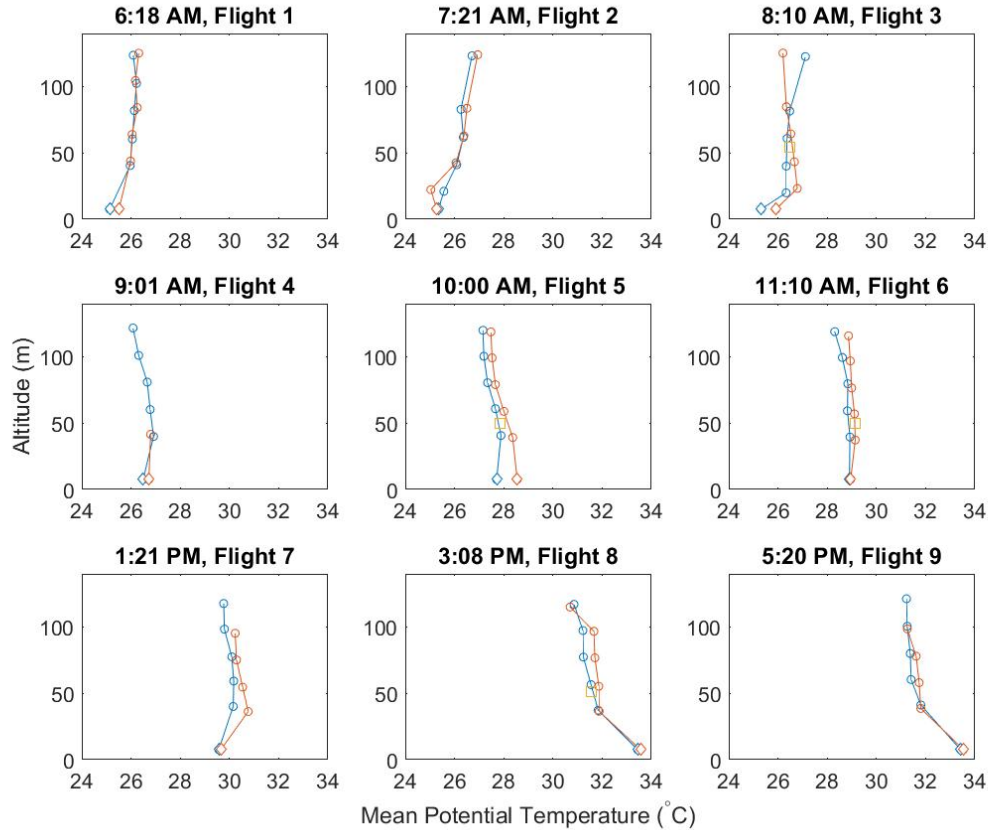 6:18 AM, Flight 1
7:21 AM, Flight 2
8:10 AM, Flight 3
100
50
0
24 26 28 30 32 34
100
50
0
24 26 28 30 32 34
100
50
0
24 26 28 30 32 34
9:01 AM, Flight 4
10:00 AM, Flight 5
11:10 AM, Flight 6
Altitude (m)
100
50
0
24 26 28 30 32 34
100
50
0
24 26 28 30 32 34
100
50
0
24 26 28 30 32 34
1:21 PM, Flight 7
3:08 PM, Flight 8
5:20 PM, Flight 9
100
50
0
24 26 28 30 32 34
100
50
0
24 26 28 30 32 34
100
50
0
24 26 28 30 32 34
Mean Potential Temperature (°C)